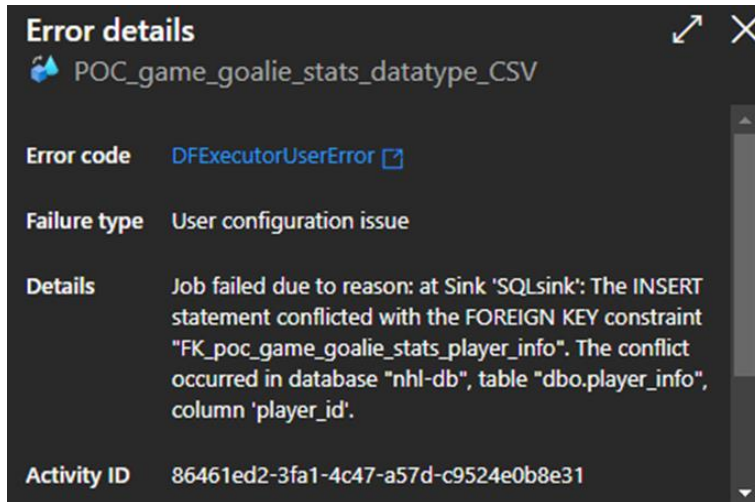 Error details
POC_game_goalie_stats_datatype_CSV
Error code DFExecutorUserError
Failure type User configuration issue
Details Job failed due to reason: at Sink 'SQLsink': The INSERT
statement conflicted with the FOREIGN KEY constraint
"FK_poc_game_goalie_stats_player_info". The conflict
occurred in database "nhl-db", table "dbo.player_info",
column 'player_id'.
Activity ID 86461ed2-3fa1-4c47-a57d-c9524e0b8e31